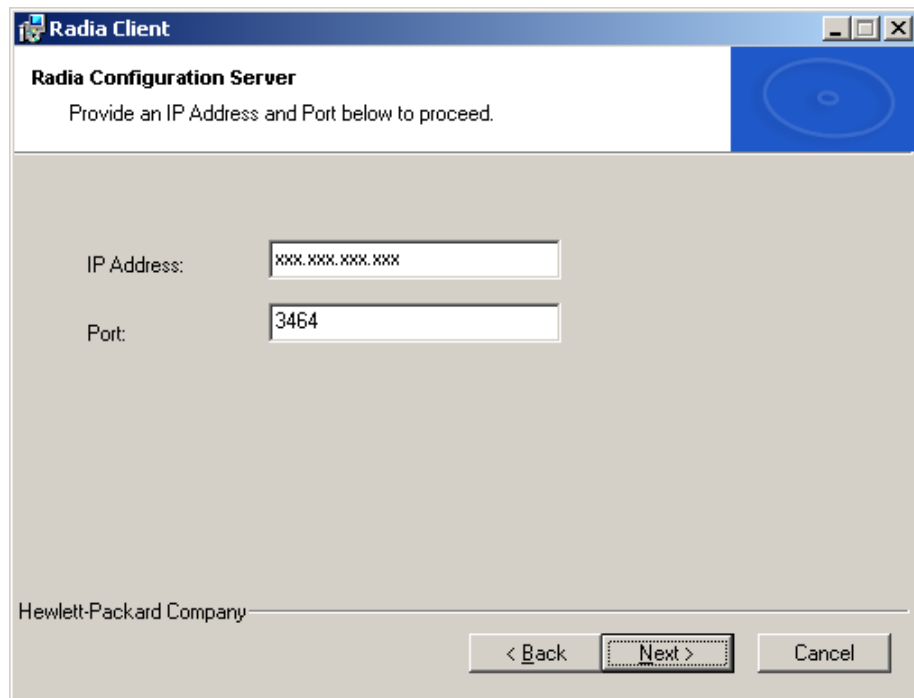 Radia Client
Radia Configuration Server
Provide an IP Address and Port below to proceed.
IP Address:
xxx.xxx.xxx.xxx
Port:
3464
Hewlett-Packard Company
< Back
Next >
Cancel